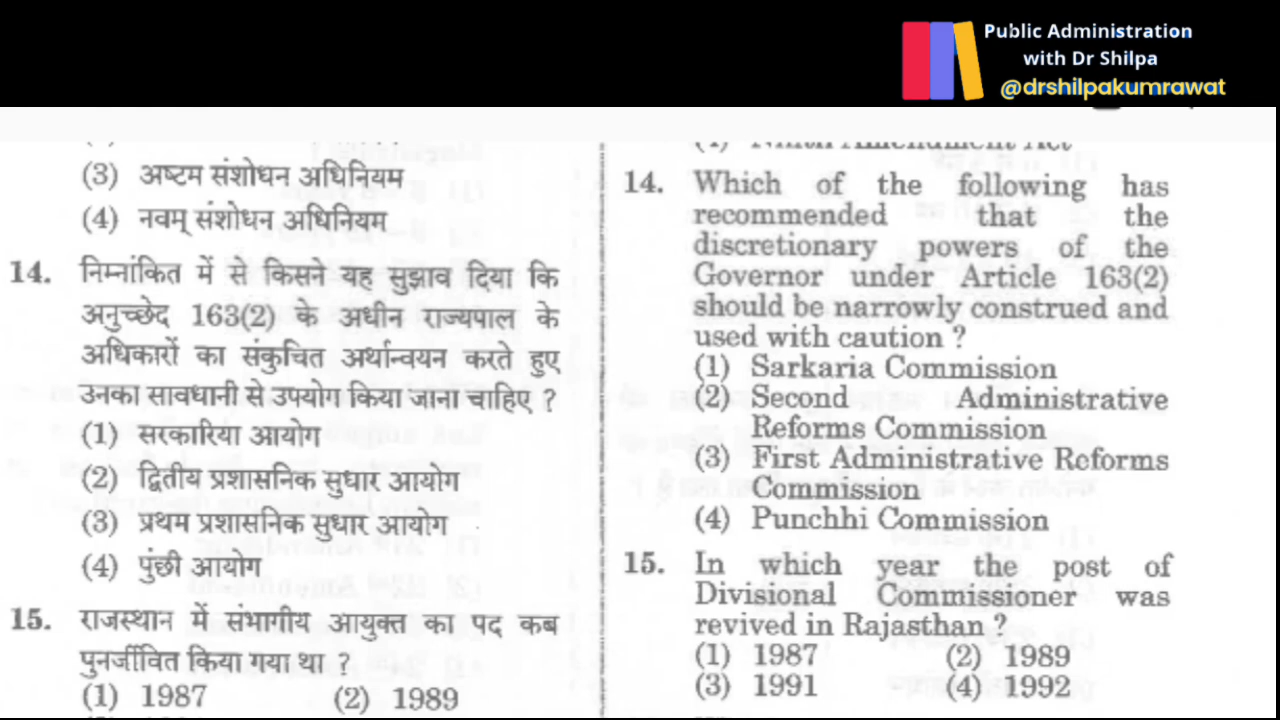 Public Administration
with Dr Shilpa
@drshilpakumrawat
(3) अष्टम संशोधन अधिनियम
(4) नवम् संशोधन अधिनियम
14. निम्नांकित में से किसने यह सुझाव दिया कि
अनुच्छेद 163(2) के अधीन राज्यपाल के
अधिकारों का संकुचित अर्थान्वयन करते हुए
उनका सावधानी से उपयोग किया जाना चाहिए ?
(1) सरकारिया आयोग
(2) द्वितीय प्रशासनिक सुधार आयोग
(3) प्रथम प्रशासनिक सुधार आयोग
(4) पुंछी आयोग
15. राजस्थान में संभागीय आयुक्त का पद कब
पुनर्जीवित किया गया था ?
(1) 1987 (2) 1989
(4) Ninth Amendment Act
14. Which of the following has
recommended that the
discretionary powers of the
Governor under Article 163(2)
should be narrowly construed and
used with caution ?
(1) Sarkaria Commission
(2) Second Administrative
Reforms Commission
(3) First Administrative Reforms
Commission
(4) Punchhi Commission
15. In which year the post of
Divisional Commissioner was
revived in Rajasthan ?
(1) 1987 (2) 1989
(3) 1991 (4) 1992